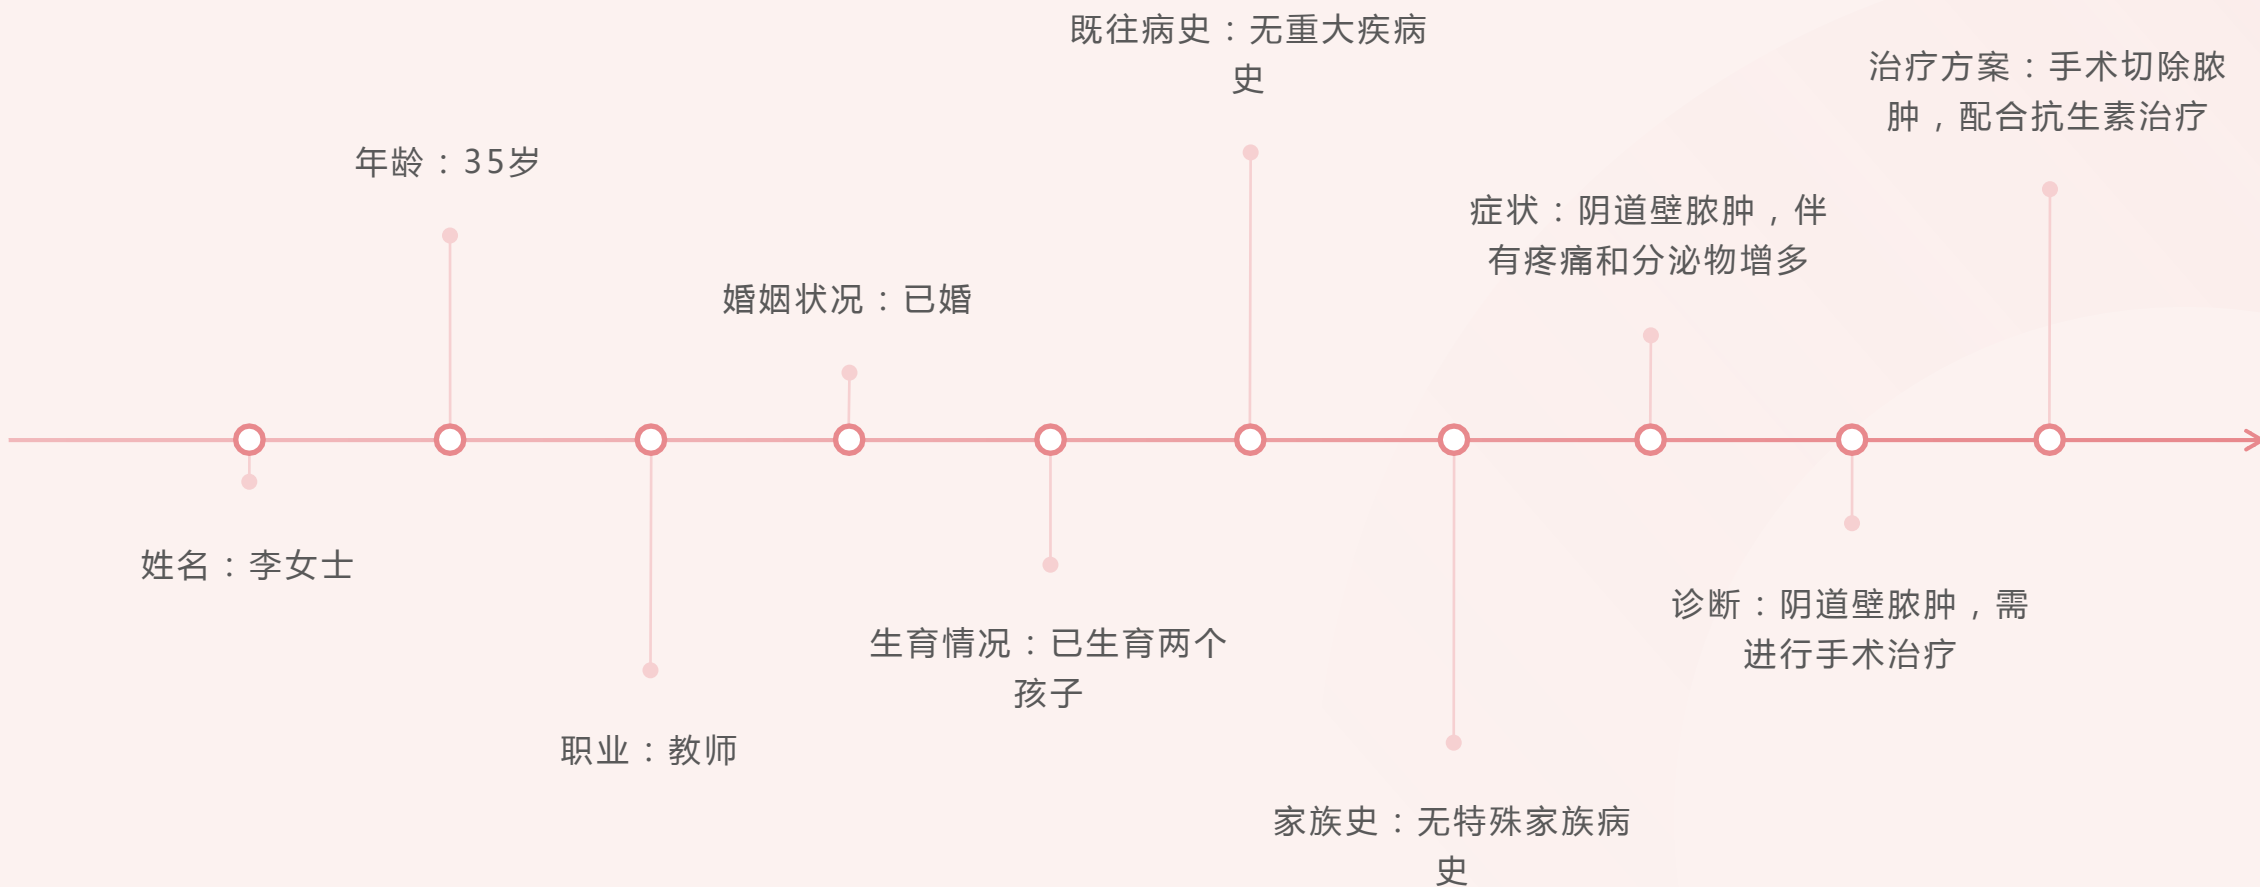 姓名：李女士
年龄：35岁
职业：教师
婚姻状况：已婚
生育情况：已生育两个
孩子
既往病史：无重大疾病
史
家族史：无特殊家族病
史
症状：阴道壁脓肿，伴
有疼痛和分泌物增多
诊断：阴道壁脓肿，需
进行手术治疗
治疗方案：手术切除脓
肿，配合抗生素治疗